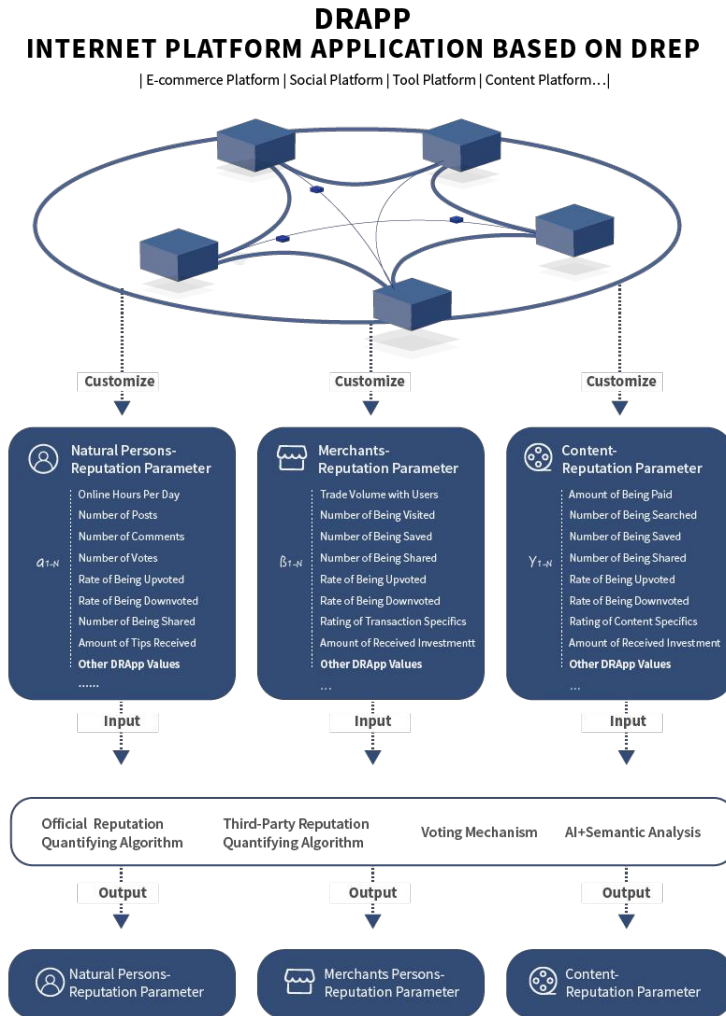 DRAPP
INTERNET PLATFORM APPLICATION BASED ON DREP
| E-commerce Platform | Social Platform | Tool Platform | Content Platform...|
Customize
Customize
Customize
Natural Persons-
Reputation Parameter
Online Hours Per Day
Number of Posts
Number of Comments
Number of Votes
Rate of Being Upvoted
Rate of Being Downvoted
Number of Being Shared
Amount of Tips Received
Other DRApp Values
......
a1-N
Merchants-
Reputation Parameter
Trade Volume with Users
Number of Being Visited
Number of Being Saved
Number of Being Shared
Rate of Being Upvoted
Rate of Being Downvoted
Rating of Transaction Specifics
Amount of Received Investmentt
Other DRApp Values
...
ß1-N
Content-
Reputation Parameter
Amount of Being Paid
Number of Being Searched
Number of Being Saved
Number of Being Shared
Rate of Being Upvoted
Rate of Being Downvoted
Rating of Content Specifics
Amount of Received Investment
Other DRApp Values
...
Y1-N
Input
Input
Input
Official Reputation
Quantifying Algorithm
Third-Party Reputation
Quantifying Algorithm
Voting Mechanism
AI+Semantic Analysis
Output
Output
Output
Natural Persons-
Reputation Parameter
Merchants Persons-
Reputation Parameter
Content-
Reputation Parameter